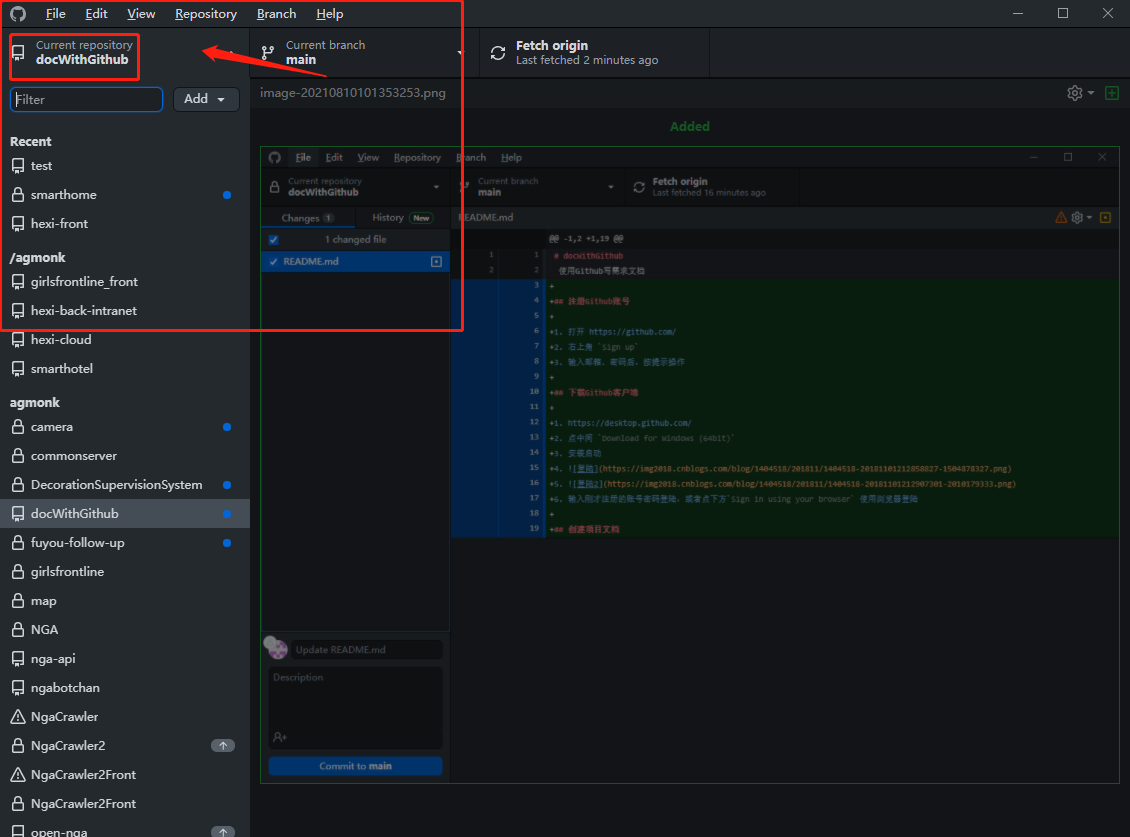 File Edit View Repository Branch Help
Current repository
docWithGithub
Current branch
main
Fetch origin
Last fetched 2 minutes ago
Filter
Add
image-20210810101353253.png
Added
Recent
test
smarthome
hexi-front
/agmonk
girlsfrontline_front
hexi-back-intranet
hexi-cloud
smarthotel
agmonk
camera
commonserver
DecorationSupervisionSystem
docWithGithub
fuyou-follow-up
girlsfrontline
map
NGA
nga-api
ngabotchan
NgaCrawler
NgaCrawler2
NgaCrawler2Front
NgaCrawler2Front
open-nga
File Edit View Repository Branch Help
Current repository
docWithGithub
Current branch
main
Fetch origin
Last fetched 16 minutes ago
Changes 1 History New
README.md
1 changed file
README.md
@@ -1,2 +1,19 @@
1 1 # docWithGithub
2 2 使用Github写需求文档
3 +
4 +## 注册Github账号
5 +
6 +1. 打开 https://github.com/
7 +2. 右上角 `Sign up`
8 +3. 输入邮箱、密码后，按提示操作
9 +
10 +## 下载Github客户端
11 +
12 +1. https://desktop.github.com/
13 +2. 点中间 `Download for Windows (64bit)`
14 +3. 安装启动
15 +4. ![登陆](https://img2018.cnblogs.com/blog/1404518/201811/1404518-20181101212858827-1504878327.png)
16 +5. ![登陆2](https://img2018.cnblogs.com/blog/1404518/201811/1404518-20181101212907301-2010179333.png)
17 +6. 输入刚才注册的账号密码登陆，或者点下方`Sign in using your browser` 使用浏览器登陆
18 +
19 +## 创建项目文档
Update README.md
Description
Commit to main